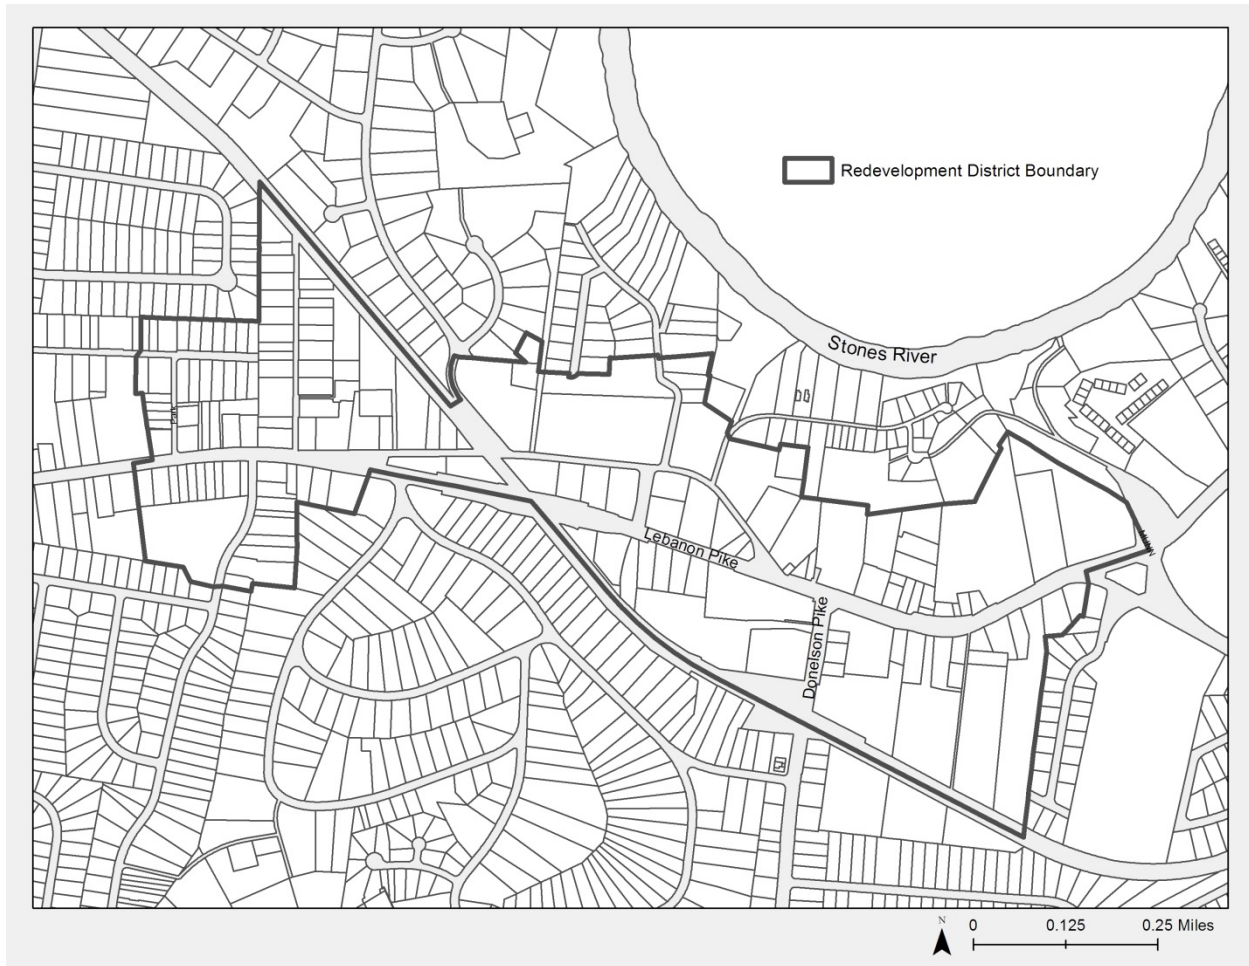 Redevelopment District Boundary
Stones River
Lebanon Pike
Donelson Pike
N
0 0.125 0.25 Miles